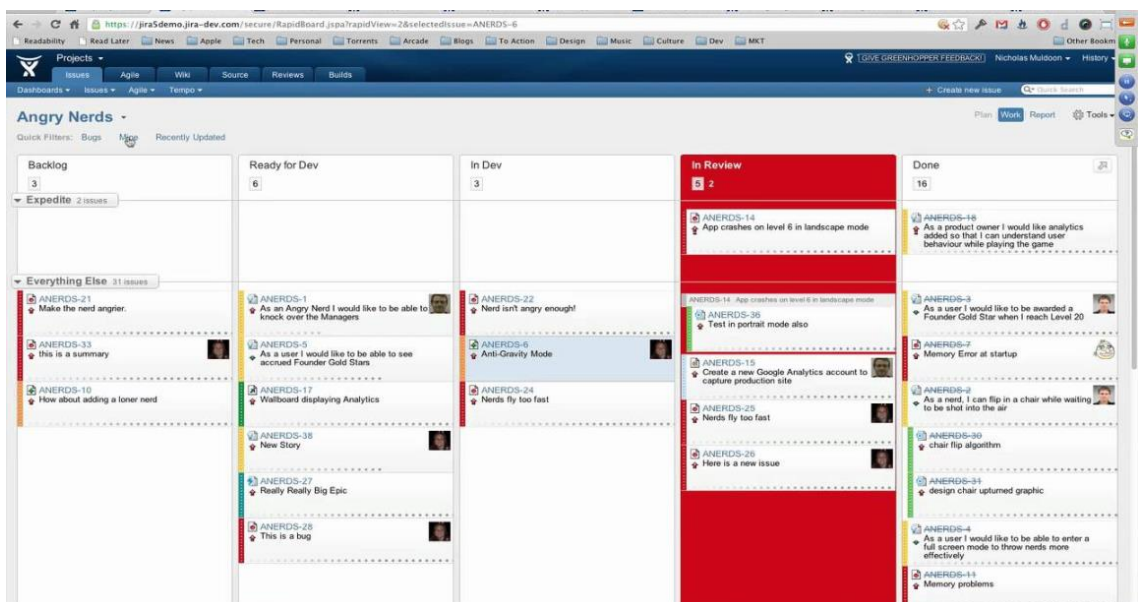 https://jira5demo.jira-dev.com/secure/RapidBoard.jspa?rapidView=2&selectedIssue=ANERDS-6
Readability Read Later News Apple Tech Personal Torrents Arcade Blogs To Action Design Music Culture Dev MKT Other Bookm
Projects
GIVE GREENHOPPER FEEDBACK! Nicholas Muldoon History
Issues Agile Wiki Source Reviews Builds
Dashboards Issues Agile Tempo + Create new issue Quick Search
Angry Nerds
Plan Work Report Tools
Quick Filters: Bugs Mine Recently Updated
Backlog
3
Ready for Dev
6
In Dev
3
In Review
5 2
Done
16
Expedite 2 issues
ANERDS-14
App crashes on level 6 in landscape mode
ANERDS-18
As a product owner I would like analytics
added so that I can understand user
behaviour while playing the game
Everything Else 31 issues
ANERDS-21
Make the nerd angrier.
ANERDS-33
this is a summary
ANERDS-10
How about adding a loner nerd
ANERDS-1
As an Angry Nerd I would like to be able to
knock over the Managers
ANERDS-5
As a user I would like to be able to see
accrued Founder Gold Stars
ANERDS-17
Wallboard displaying Analytics
ANERDS-38
New Story
ANERDS-27
Really Really Big Epic
ANERDS-28
This is a bug
ANERDS-22
Nerd isn't angry enough!
ANERDS-6
Anti-Gravity Mode
ANERDS-24
Nerds fly too fast
ANERDS-14 App crashes on level 6 in landscape mode
ANERDS-36
Test in portrait mode also
ANERDS-15
Create a new Google Analytics account to
capture production site
ANERDS-25
Nerds fly too fast
ANERDS-26
Here is a new issue
ANERDS-3
As a user I would like to be awarded a
Founder Gold Star when I reach Level 20
ANERDS-7
Memory Error at startup
ANERDS-2
As a nerd, I can flip in a chair while waiting
to be shot into the air
ANERDS-30
chair flip algorithm
ANERDS-31
design chair upturned graphic
ANERDS-4
As a user I would like to be able to enter a
full screen mode to throw nerds more
effectively
ANERDS-11
Memory problems